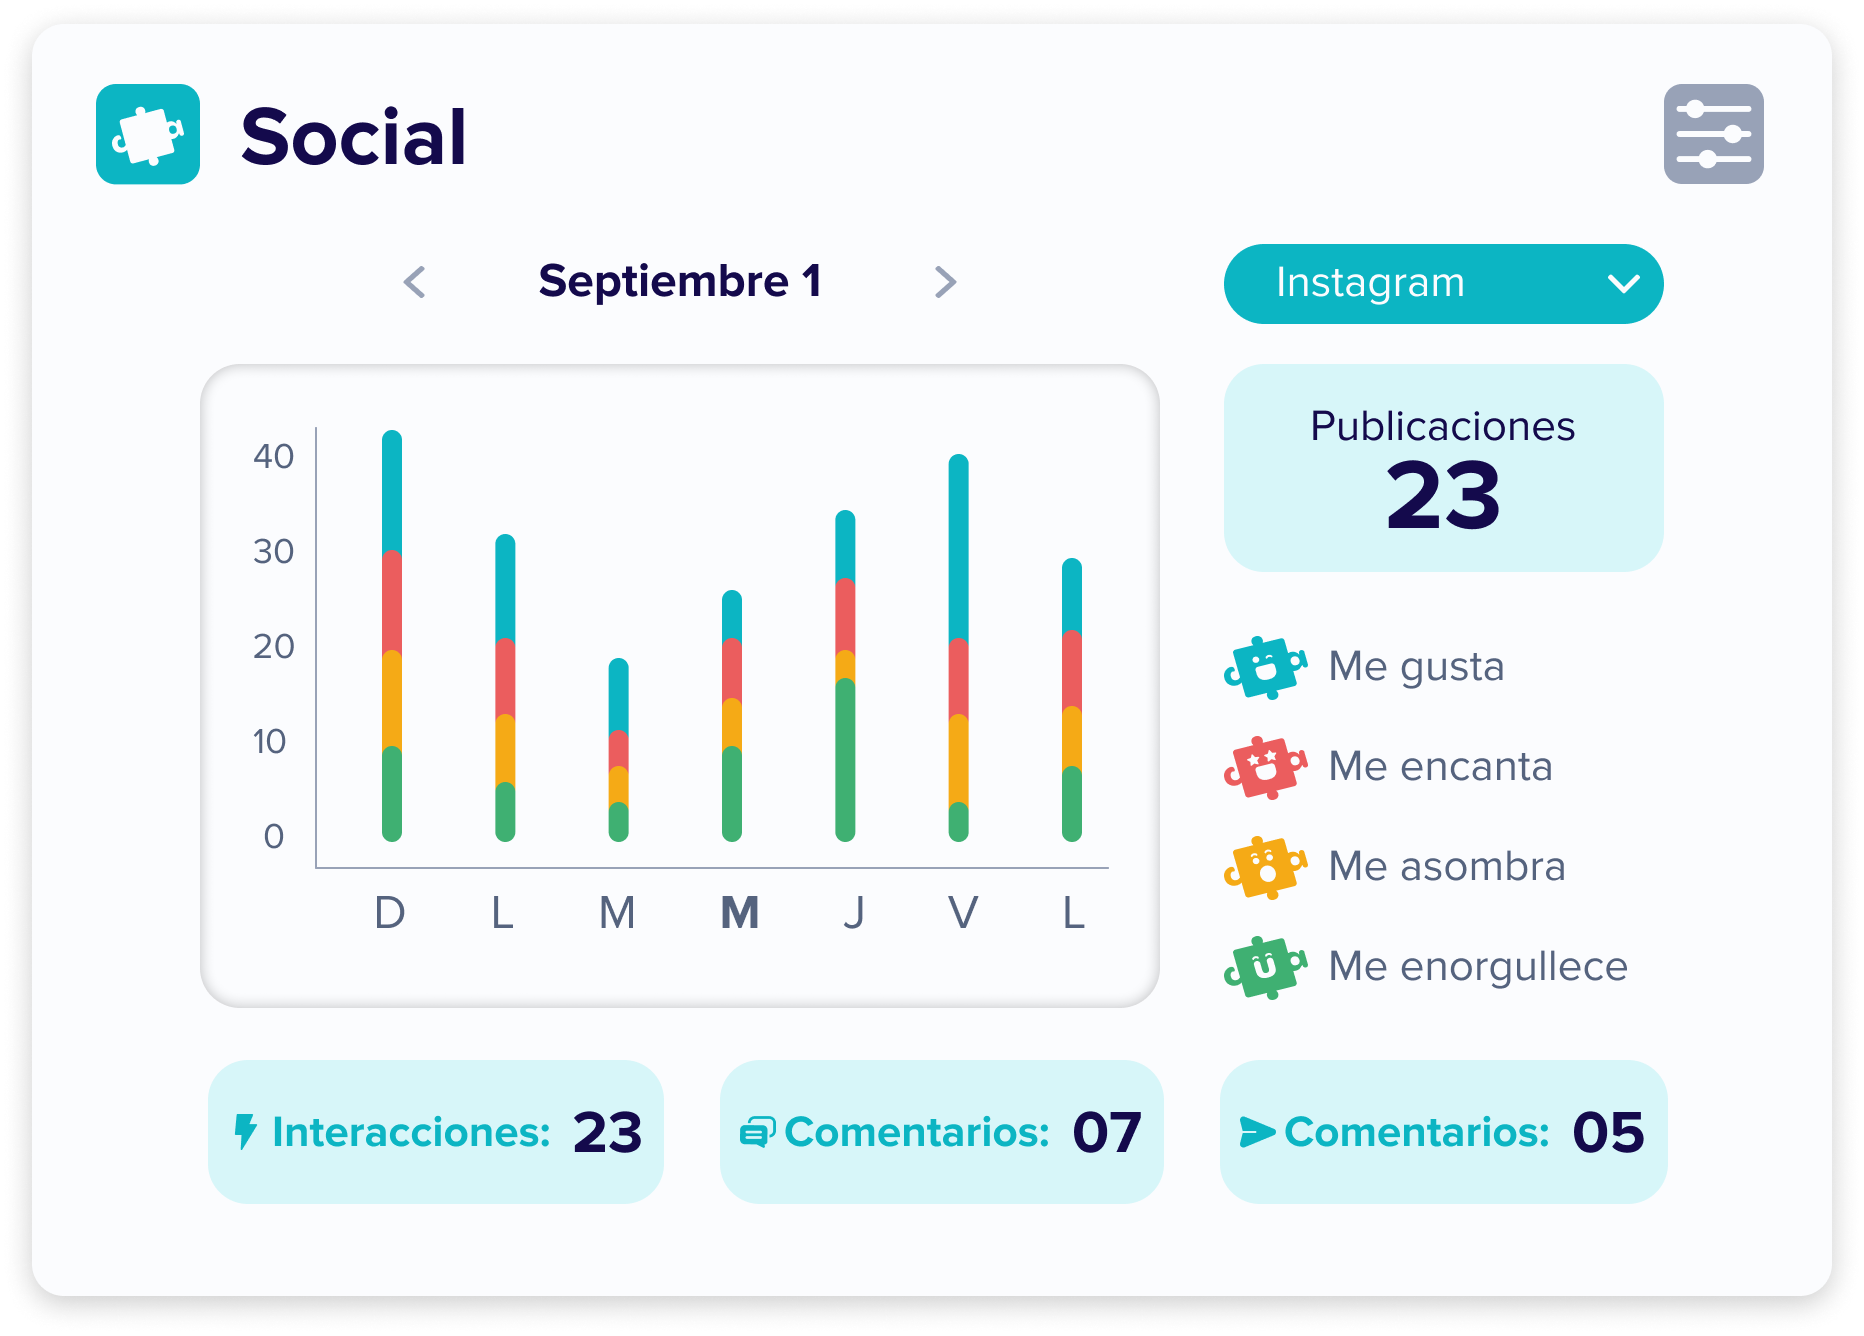 Social
Septiembre 1
Instagram
40
30
20
10
0
D L M M J V L
Publicaciones
23
Me gusta
Me encanta
Me asombra
Me enorgullece
Interacciones: 23
Comentarios: 07
Comentarios: 05